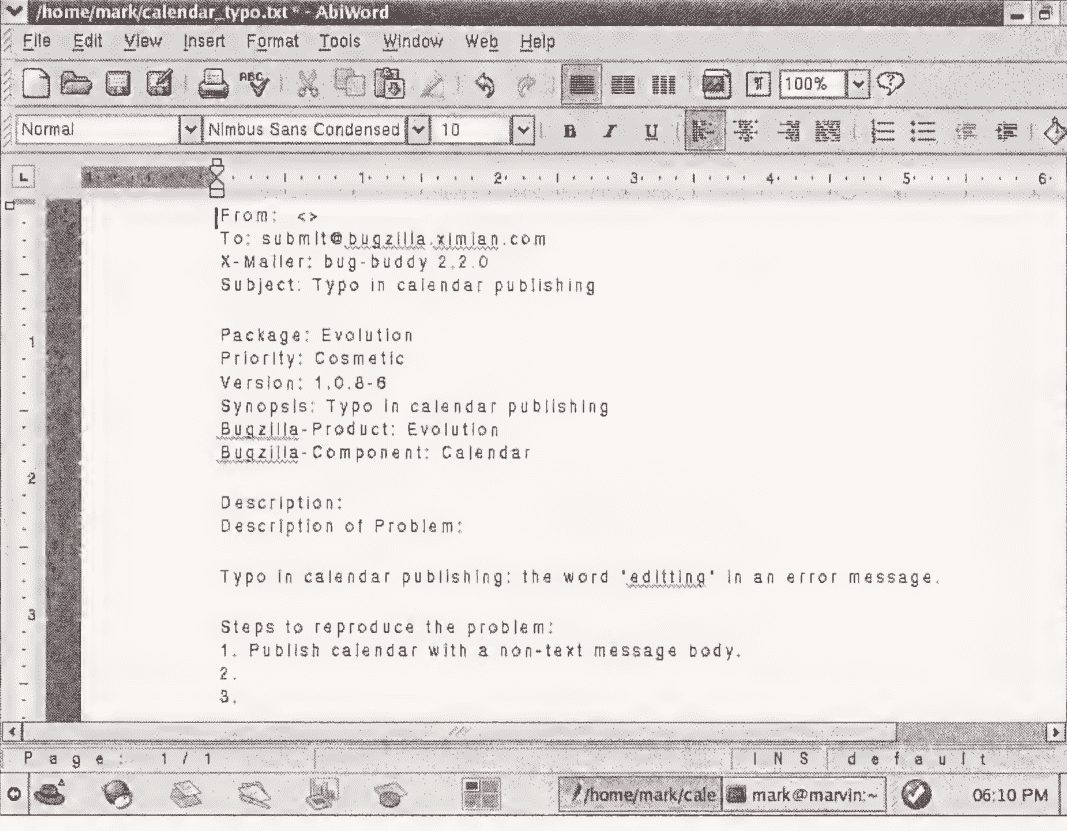 /home/mark/calendar_typo.txt * - AbiWord
File Edit View Insert Format Tools Window Web Help
ABC 100%
Normal Nimbus Sans Condensed 10 B I U
1 2 3 4 5 6
From: <>
To: submit@bugzilla.ximian.com
X-Mailer: bug-buddy 2.2.0
Subject: Typo in calendar publishing
Package: Evolution
1
Priority: Cosmetic
Version: 1.0.8-6
Synopsis: Typo in calendar publishing
Bugzilla-Product: Evolution
Bugzilla-Component: Calendar
2
Description:
Description of Problem:
Typo in calendar publishing: the word "editting" in an error message.
3
Steps to reproduce the problem:
1. Publish calendar with a non-text message body.
2.
3.
Page: 1/1 INS default
/home/mark/cale mark@marvin:~ 06:10 PM